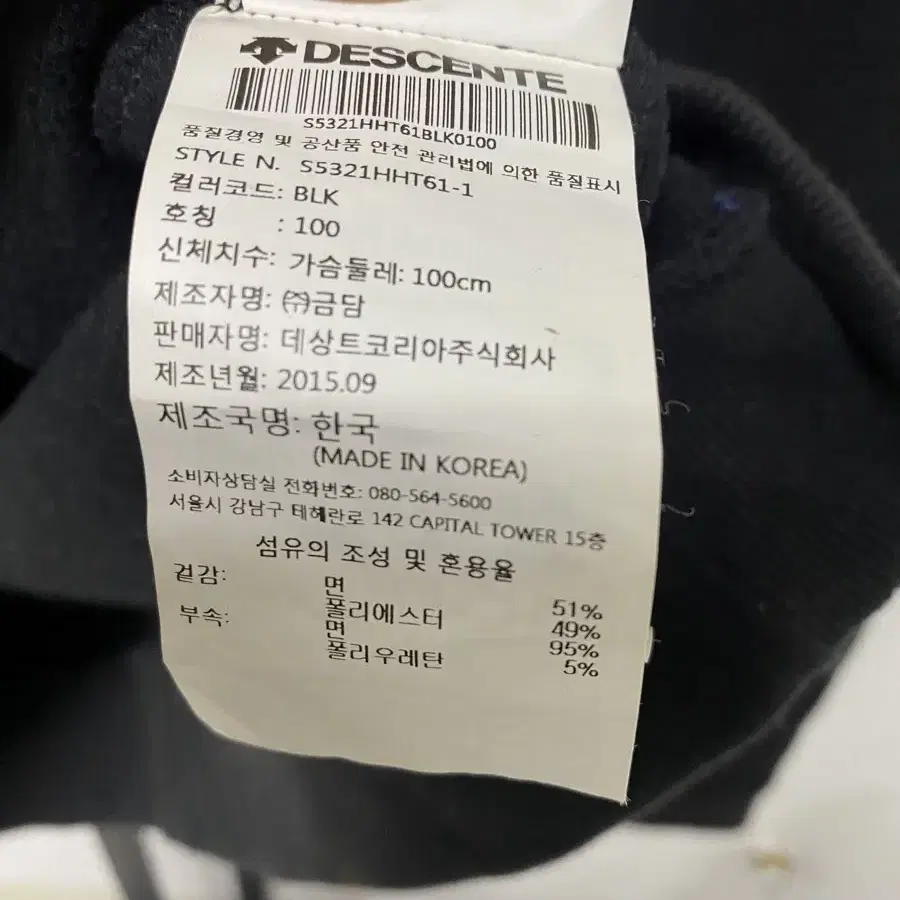 DESCENTE
S5321HHT61BLK0100
품질경영 및 공산품 안전 관리법에 의한 품질표시
STYLE N. S5321HHT61-1
컬러코드: BLK
호칭 : 100
신체치수: 가슴둘레: 100cm
제조자명: ㈜금담
판매자명: 데상트코리아주식회사
제조년월: 2015.09
제조국명: 한국
(MADE IN KOREA)
소비자상담실 전화번호: 080-564-5600
서울시 강남구 테헤란로 142 CAPITAL TOWER 15층
섬유의 조성 및 혼용율
겉감: 면 51%
폴리에스터 49%
부속: 면 95%
폴리우레탄 5%